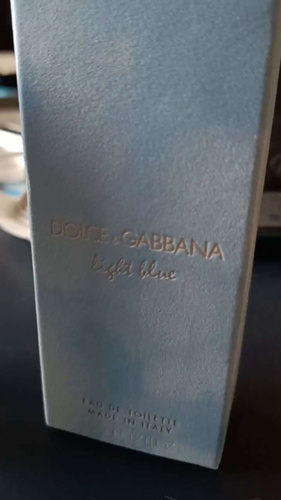 DOLCE & GABBANA
light blue
EAU DE TOILETTE
MADE IN ITALY